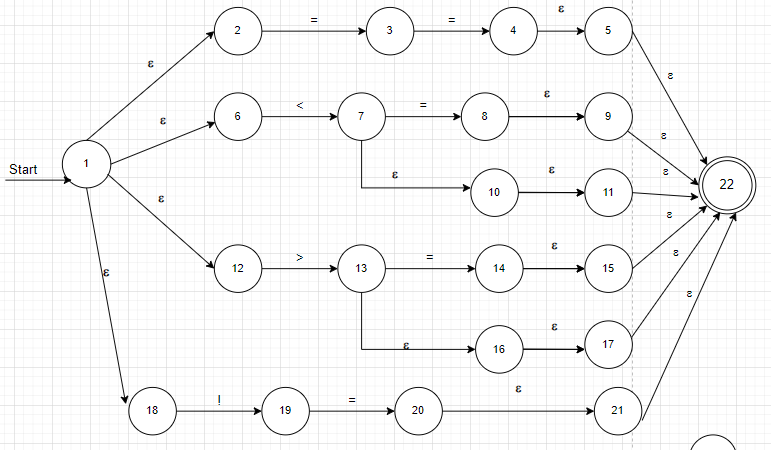 2 = 3 = 4 ε 5
ε ε
6 < 7 = 8 ε 9
ε ε
1
Start
ε 10 ε 11 ε
22
ε
ε
12 > 13 = 14 ε 15
ε
ε
ε
ε
16 ε 17
18 ! 19 = 20 ε 21